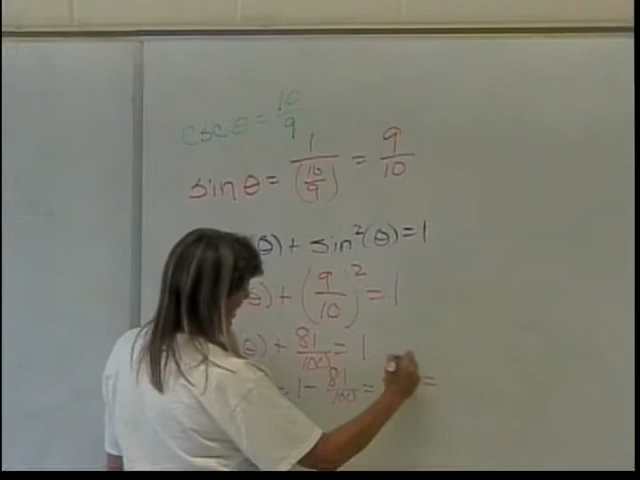 csc θ = 10/9
sin θ = 1/(10/9) = 9/10
(θ) + sin²(θ) = 1
) + (9/10)² = 1
θ) + 81/100 = 1
= 1 - 81/100 = =